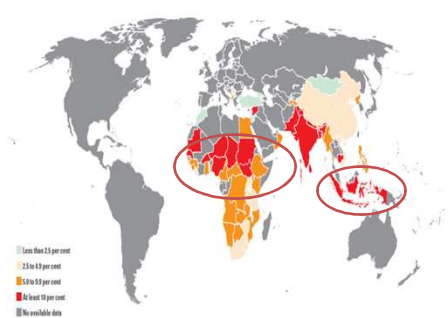 Less than 2.5 per cent
2.5 to 4.9 per cent
5.0 to 9.9 per cent
At least 10 per cent
No available data